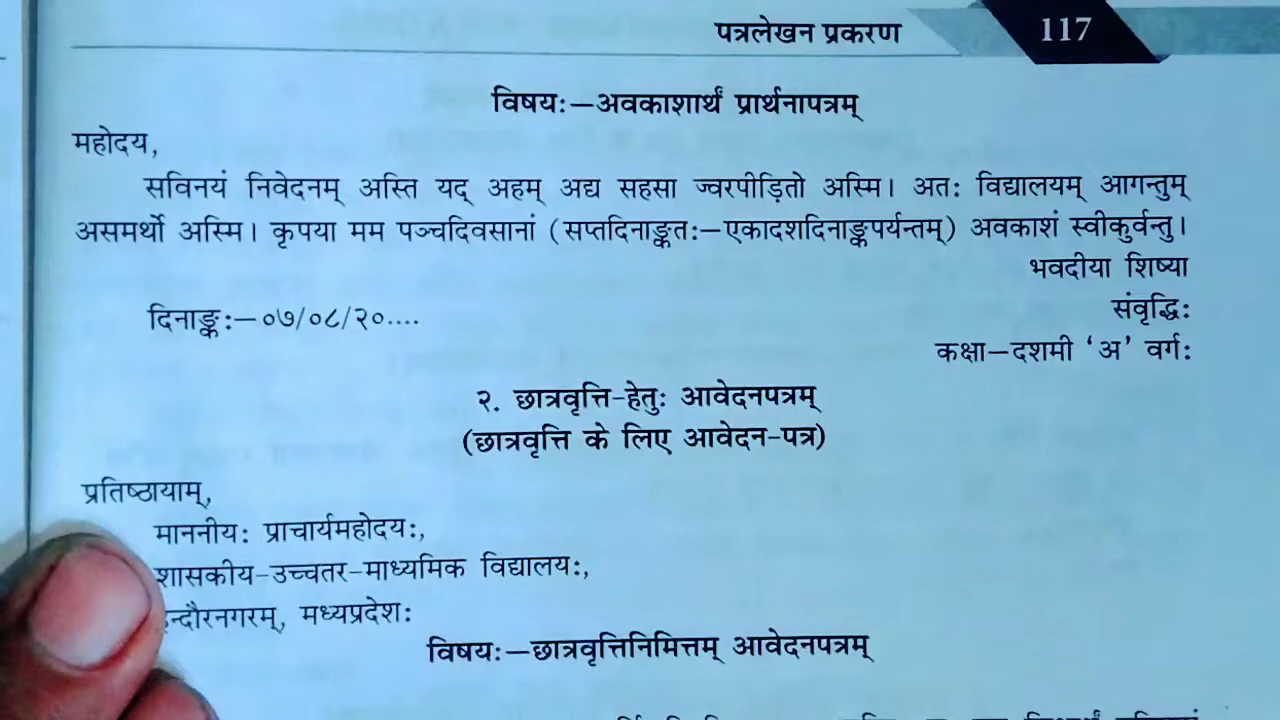 पत्रलेखन प्रकरण 117
विषयः—अवकाशार्थं प्रार्थनापत्रम्
महोदय,
सविनयं निवेदनम् अस्ति यद् अहम् अद्य सहसा ज्वरपीड़ितो अस्मि। अतः विद्यालयम् आगन्तुम्
असमर्थो अस्मि। कृपया मम पञ्चदिवसानां (सप्तदिनाङ्कतः—एकादशदिनाङ्कपर्यन्तम्) अवकाशं स्वीकुर्वन्तु।
भवदीया शिष्या
संवृद्धिः
दिनाङ्कः—०७/०८/२०....
कक्षा—दशमी ‘अ’ वर्गः
२. छात्रवृत्ति-हेतुः आवेदनपत्रम्
(छात्रवृत्ति के लिए आवेदन-पत्र)
प्रतिष्ठायाम्,
माननीयः प्राचार्यमहोदयः,
शासकीय-उच्चतर-माध्यमिक विद्यालयः,
मध्यप्रदेशः
विषयः—छात्रवृत्तिनिमित्तम् आवेदनपत्रम्